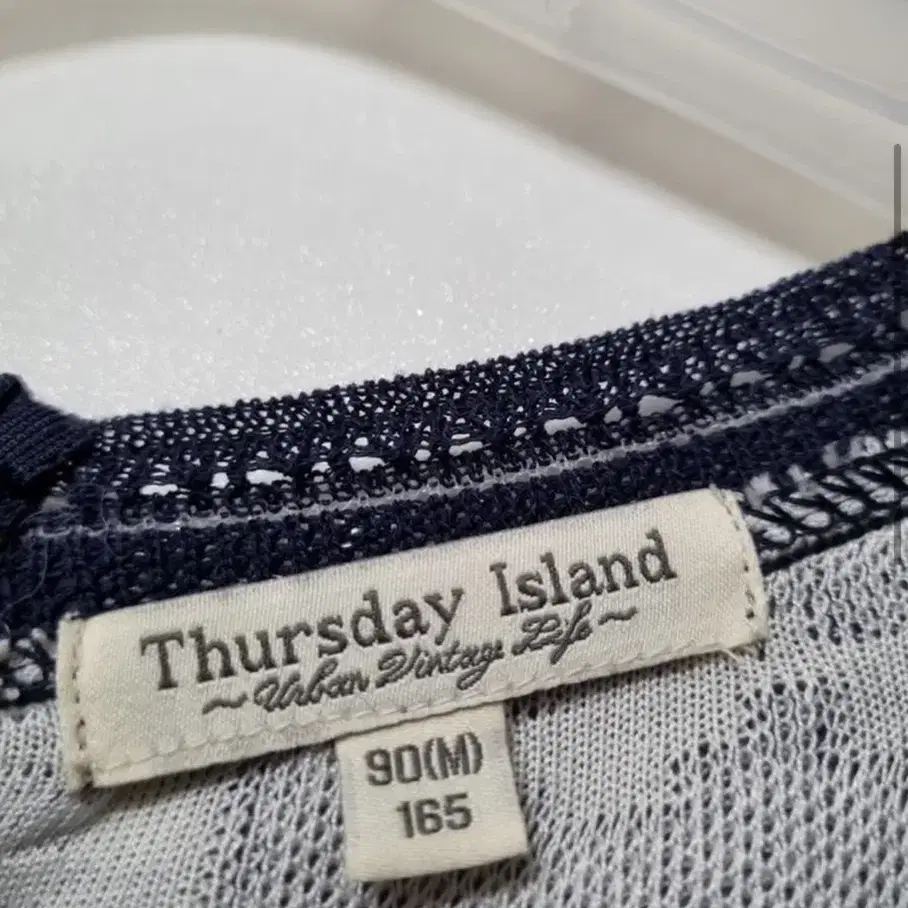 Thursday Island
~Urban Vintage Life~
90(M)
165